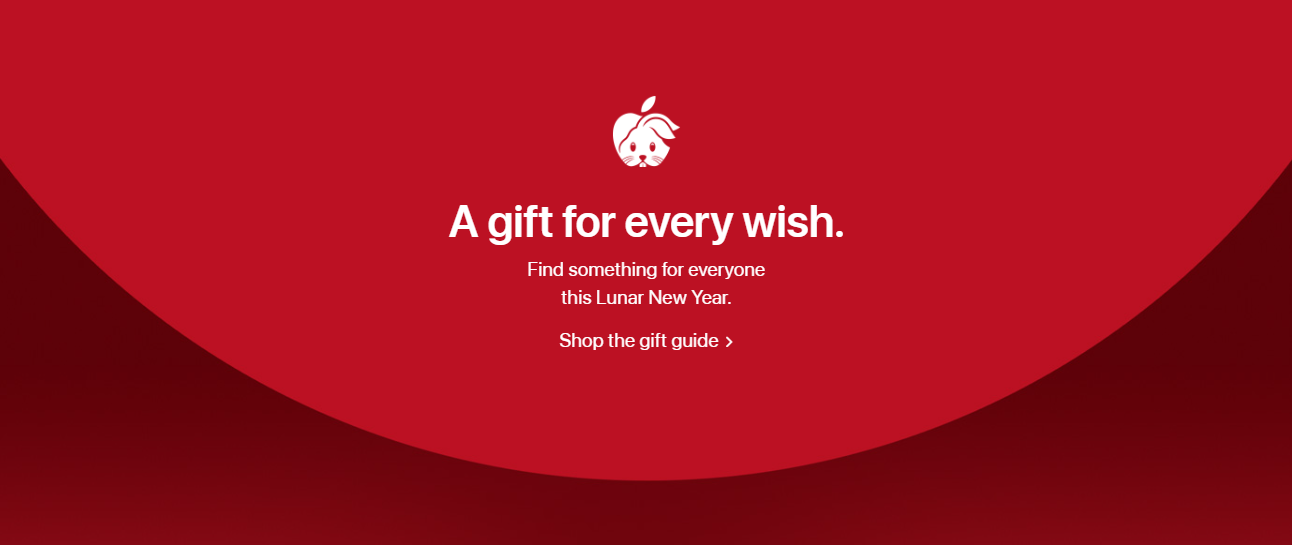 A gift for every wish.
Find something for everyone
this Lunar New Year.
Shop the gift guide >